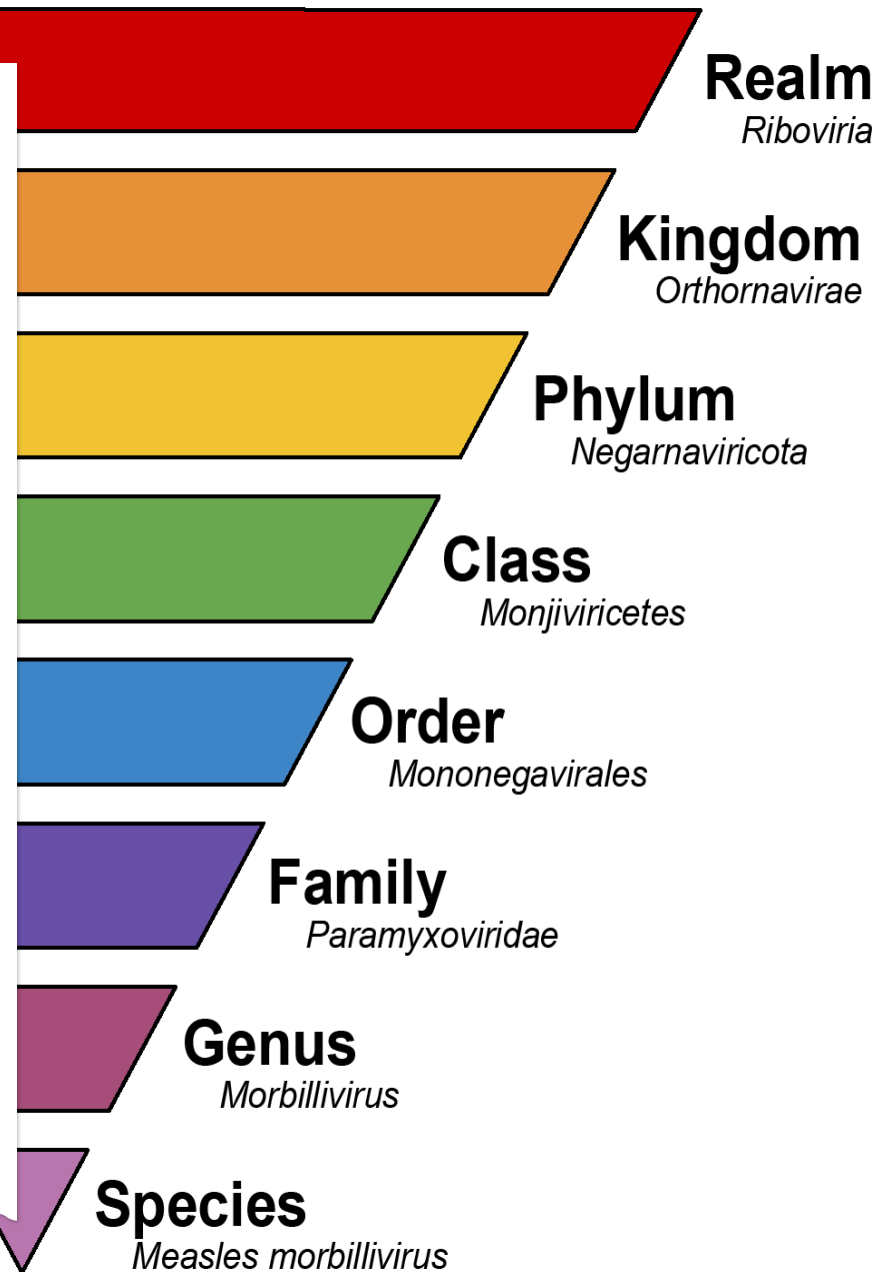 Realm
Riboviria
Kingdom
Orthornavirae
Phylum
Negarnaviricota
Class
Monjiviricetes
Order
Mononegavirales
Family
Paramyxoviridae
Genus
Morbillivirus
Species
Measles morbillivirus